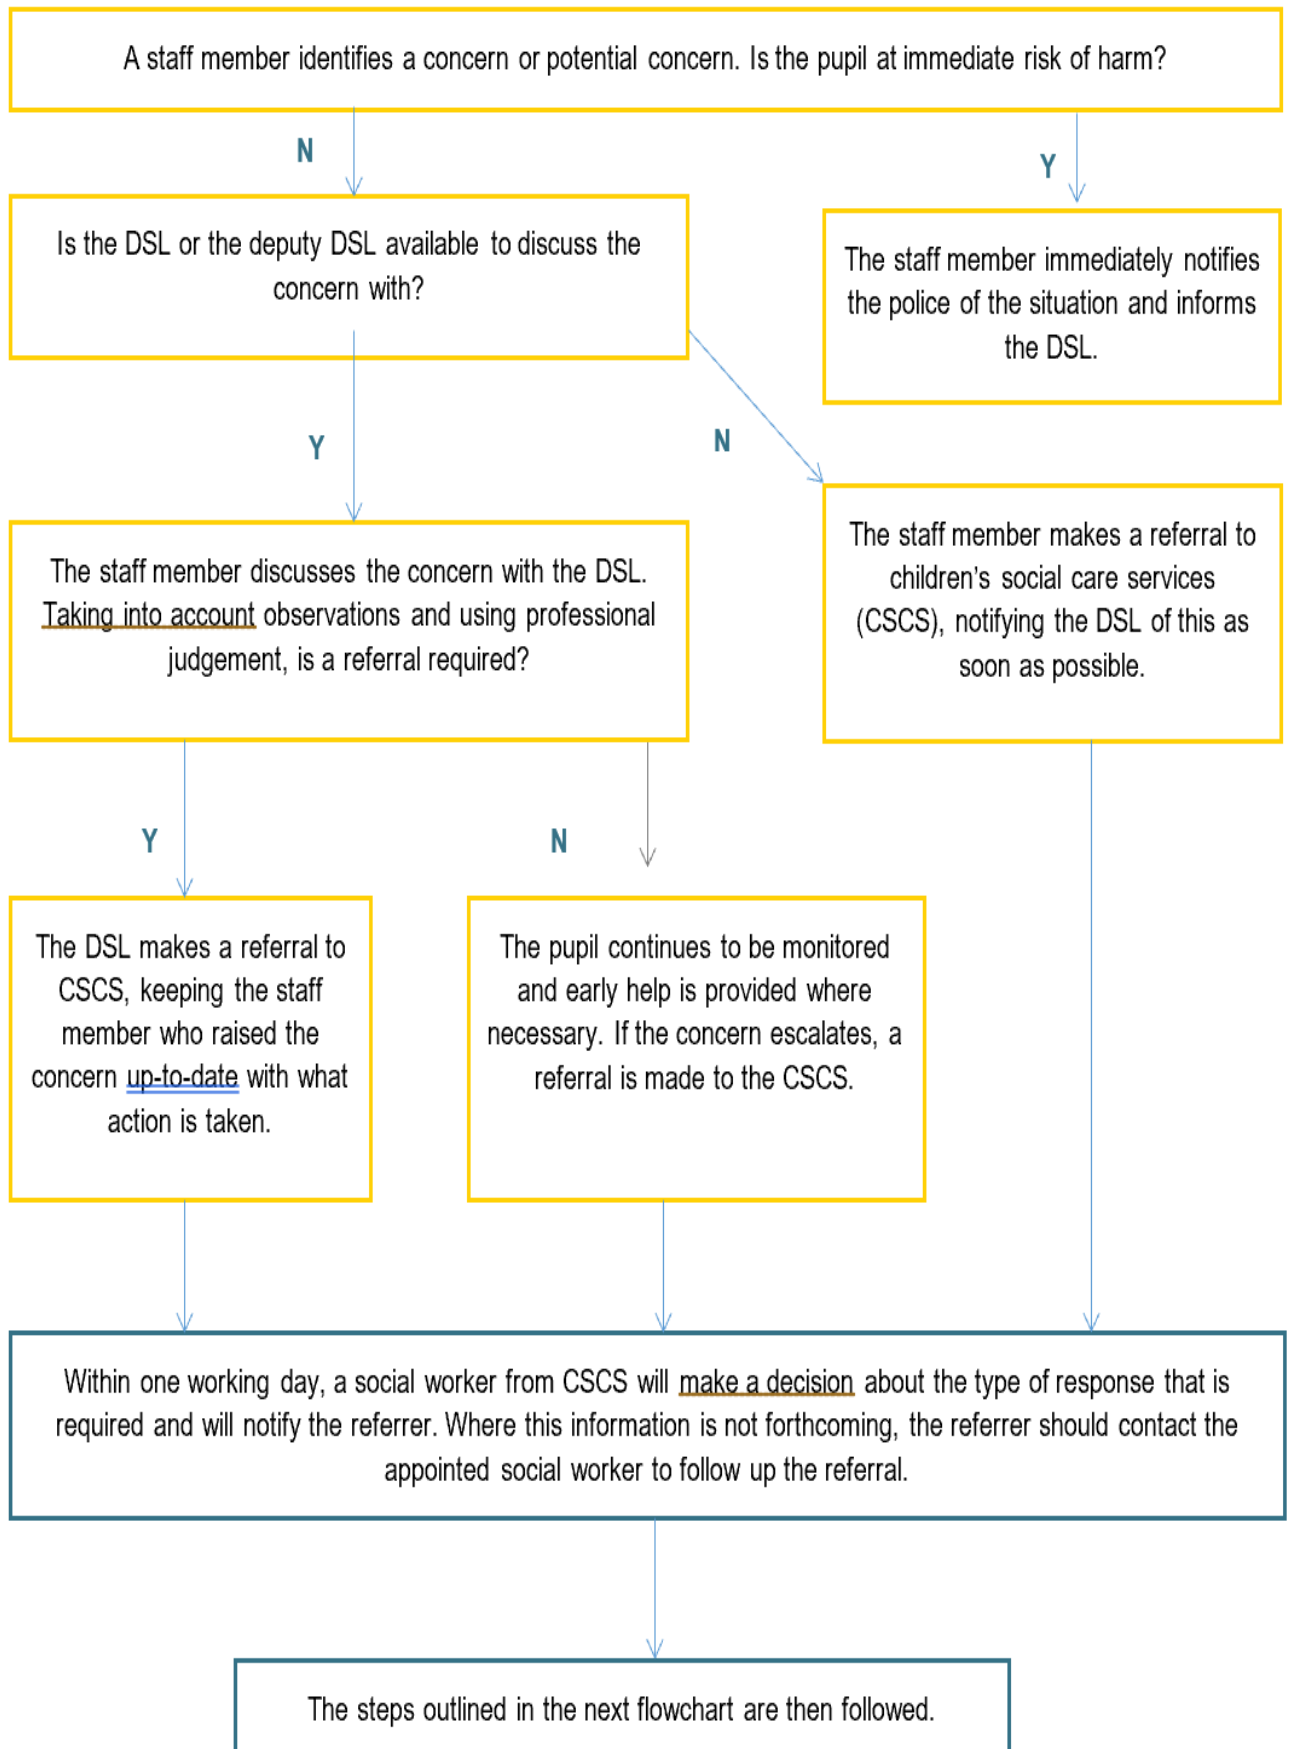 A staff member identifies a concern or potential concern. Is the pupil at immediate risk of harm?
N
Y
Is the DSL or the deputy DSL available to discuss the
concern with?
The staff member immediately notifies
the police of the situation and informs
the DSL.
Y
N
The staff member discusses the concern with the DSL.
Taking into account observations and using professional
judgement, is a referral required?
The staff member makes a referral to
children’s social care services
(CSCS), notifying the DSL of this as
soon as possible.
Y
N
The DSL makes a referral to
CSCS, keeping the staff
member who raised the
concern up-to-date with what
action is taken.
The pupil continues to be monitored
and early help is provided where
necessary. If the concern escalates, a
referral is made to the CSCS.
Within one working day, a social worker from CSCS will make a decision about the type of response that is
required and will notify the referrer. Where this information is not forthcoming, the referrer should contact the
appointed social worker to follow up the referral.
The steps outlined in the next flowchart are then followed.